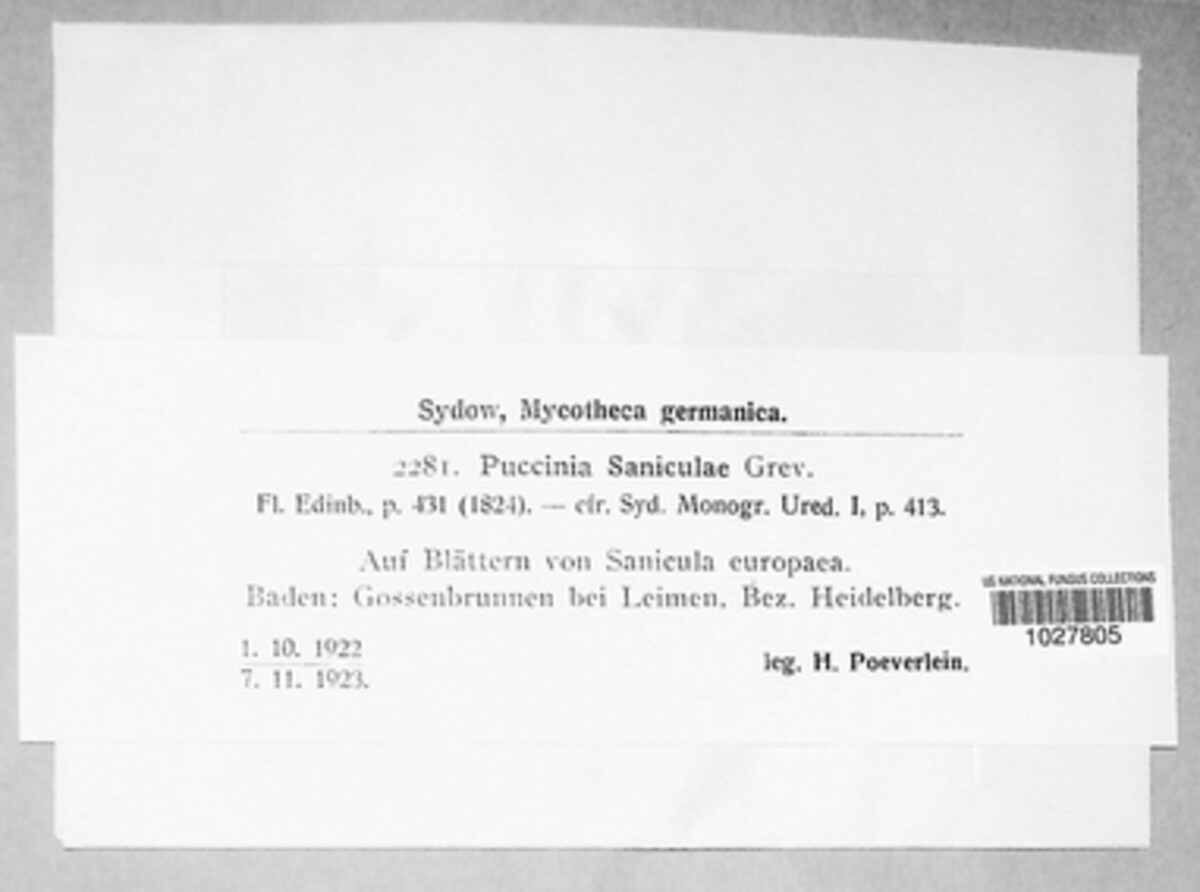 Sydow, Mycotheca germanica.
2281. Puccinia Saniculae Grev.
Fl. Edinb., p. 431 (1824). — cfr. Syd. Monogr. Ured. I, p. 413.
Auf Blättern von Sanicula europaea.
Baden: Gossenbrunnen bei Leimen, Bez. Heidelberg.
1. 10. 1922
7. 11. 1923.
leg. H. Poeverlein.
US NATIONAL FUNGUS COLLECTIONS
1027805